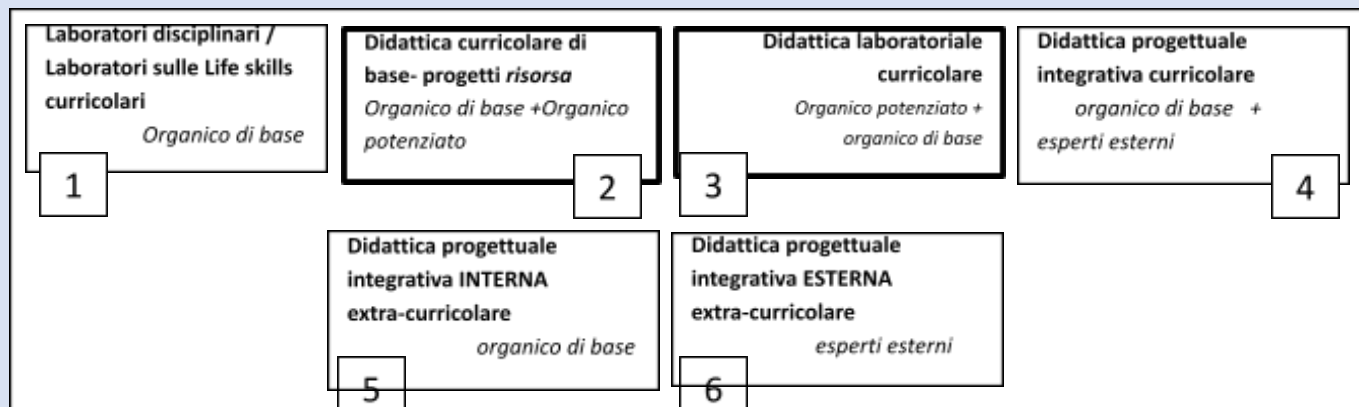 Laboratori disciplinari /
Laboratori sulle Life skills
curricolari
Organico di base
1
Didattica curricolare di
base- progetti risorsa
Organico di base +Organico
potenziato
2
Didattica laboratoriale
curricolare
Organico potenziato +
organico di base
3
Didattica progettuale
integrativa curricolare
organico di base +
esperti esterni
4
Didattica progettuale
integrativa INTERNA
extra-curricolare
organico di base
5
Didattica progettuale
integrativa ESTERNA
extra-curricolare
esperti esterni
6